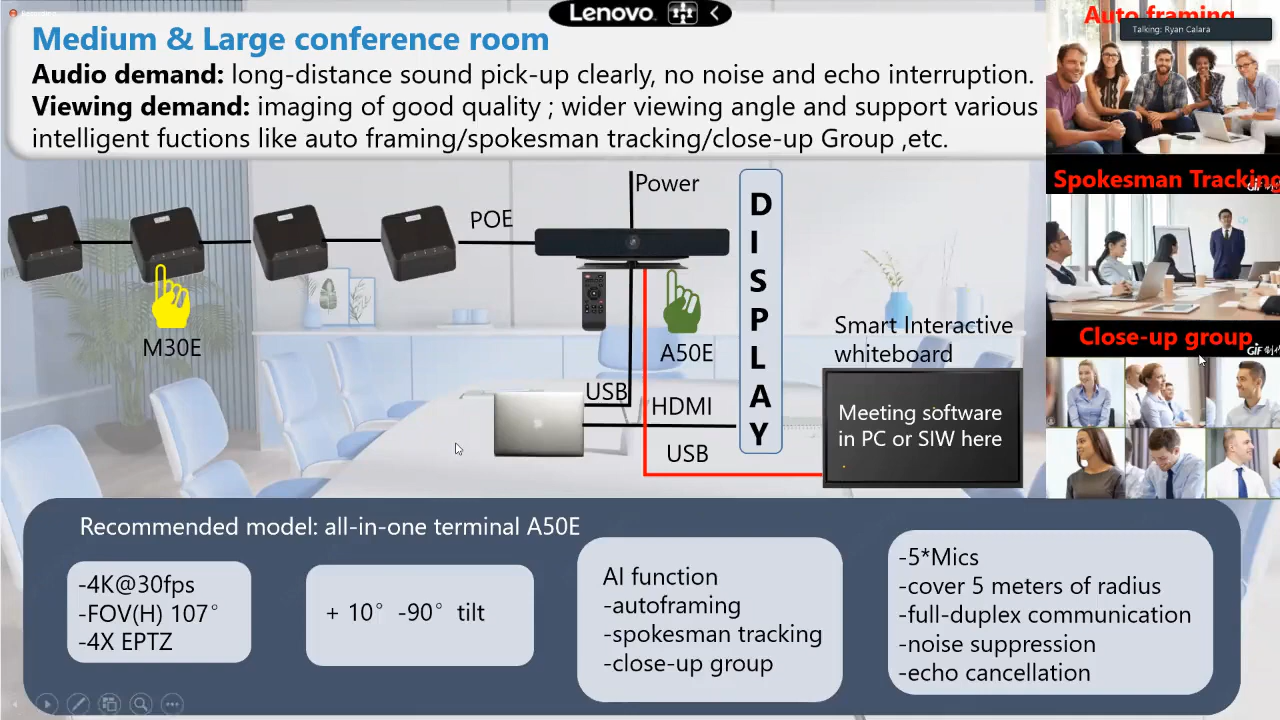 Lenovo
Medium & Large conference room
Audio demand: long-distance sound pick-up clearly, no noise and echo interruption.
Viewing demand: imaging of good quality ; wider viewing angle and support various
intelligent fuctions like auto framing/spokesman tracking/close-up Group ,etc.
Auto framing
Talking: Ryan Calara
Spokesman Tracking
Close-up group
Power
POE
M30E
A50E
DISPLAY
USB
HDMI
USB
Smart Interactive
whiteboard
Meeting software
in PC or SIW here
Recommended model: all-in-one terminal A50E
-4K@30fps
-FOV(H) 107°
-4X EPTZ
+ 10° -90° tilt
AI function
-autoframing
-spokesman tracking
-close-up group
-5*Mics
-cover 5 meters of radius
-full-duplex communication
-noise suppression
-echo cancellation